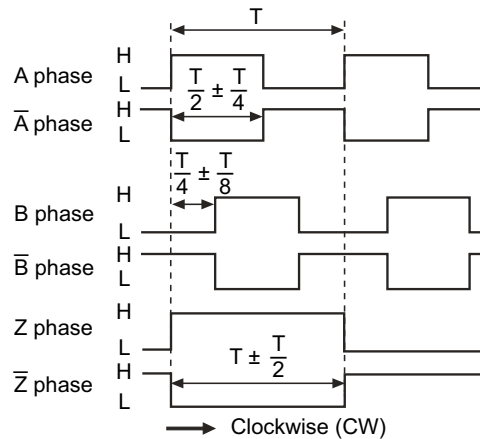 T
H
A phase
L
T/2 ± T/4
H
A̅ phase
L
T/4 ± T/8
H
B phase
L
H
B̅ phase
L
H
Z phase
L
T ± T/2
H
Z̅ phase
L
Clockwise (CW)